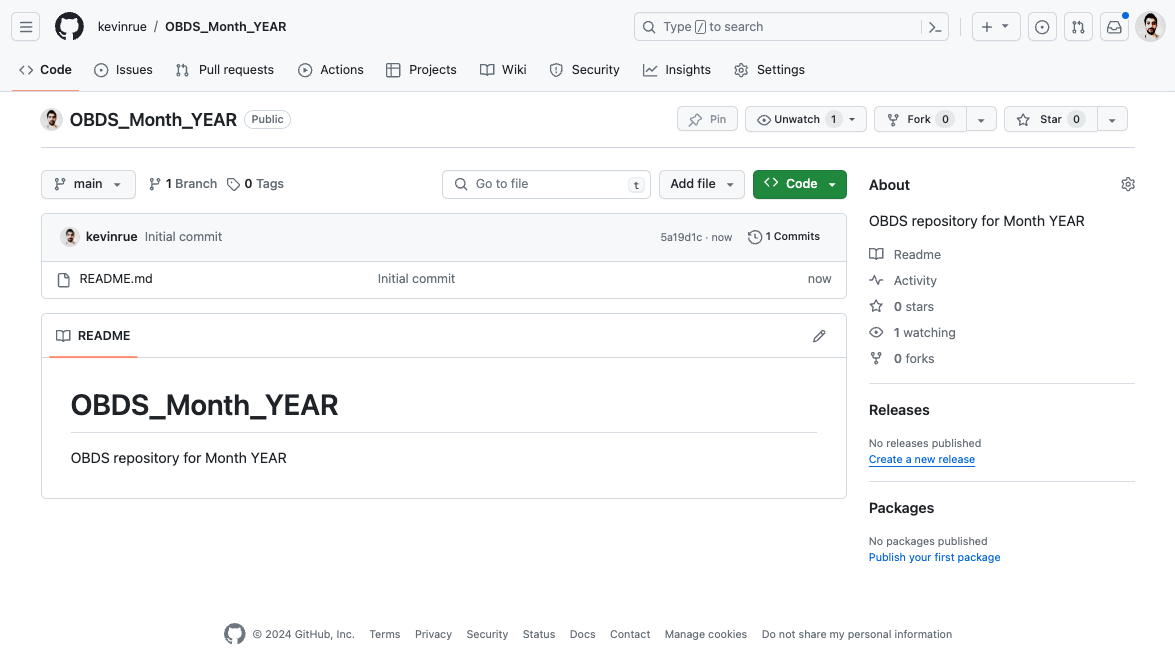 kevinrue / OBDS_Month_YEAR
Type / to search
Code Issues Pull requests Actions Projects Wiki Security Insights Settings
OBDS_Month_YEAR Public
Pin Unwatch 1 Fork 0 Star 0
main 1 Branch 0 Tags
Go to file t Add file Code
kevinrue Initial commit 5a19d1c · now 1 Commits
README.md Initial commit now
README
OBDS_Month_YEAR
OBDS repository for Month YEAR
About
OBDS repository for Month YEAR
Readme
Activity
0 stars
1 watching
0 forks
Releases
No releases published
Create a new release
Packages
No packages published
Publish your first package
© 2024 GitHub, Inc. Terms Privacy Security Status Docs Contact Manage cookies Do not share my personal information